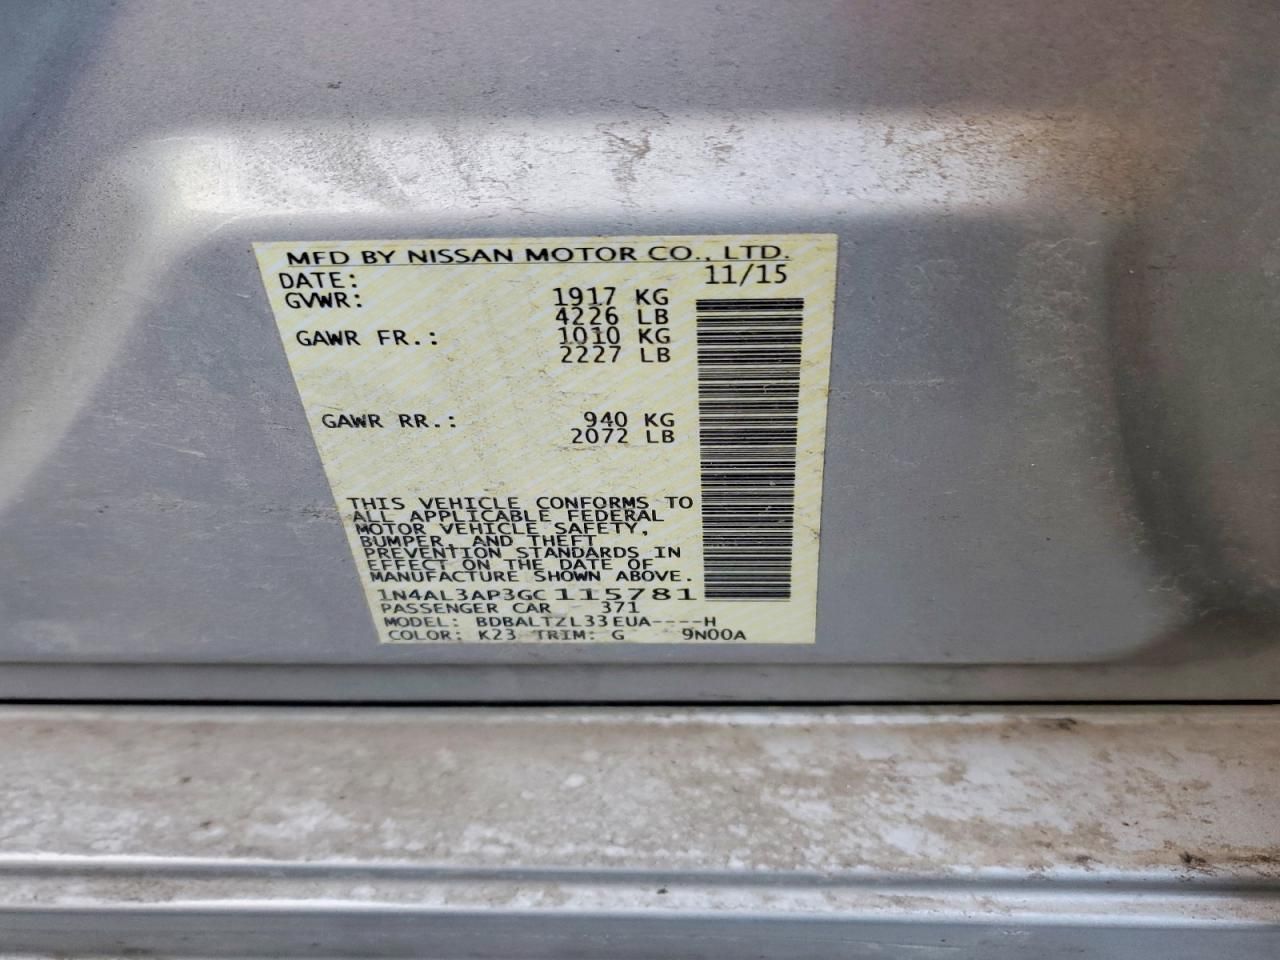 MFD BY NISSAN MOTOR CO., LTD.
DATE: 11/15
GVWR: 1917 KG
4226 LB
GAWR FR.: 1010 KG
2227 LB
GAWR RR.: 940 KG
2072 LB
THIS VEHICLE CONFORMS TO
ALL APPLICABLE FEDERAL
MOTOR VEHICLE SAFETY,
BUMPER, AND THEFT
PREVENTION STANDARDS IN
EFFECT ON THE DATE OF
MANUFACTURE SHOWN ABOVE.
1N4AL3AP3GC115781
PASSENGER CAR 371
MODEL: BDBALTZL33EUA----H
COLOR: K23 TRIM: G 9N00A